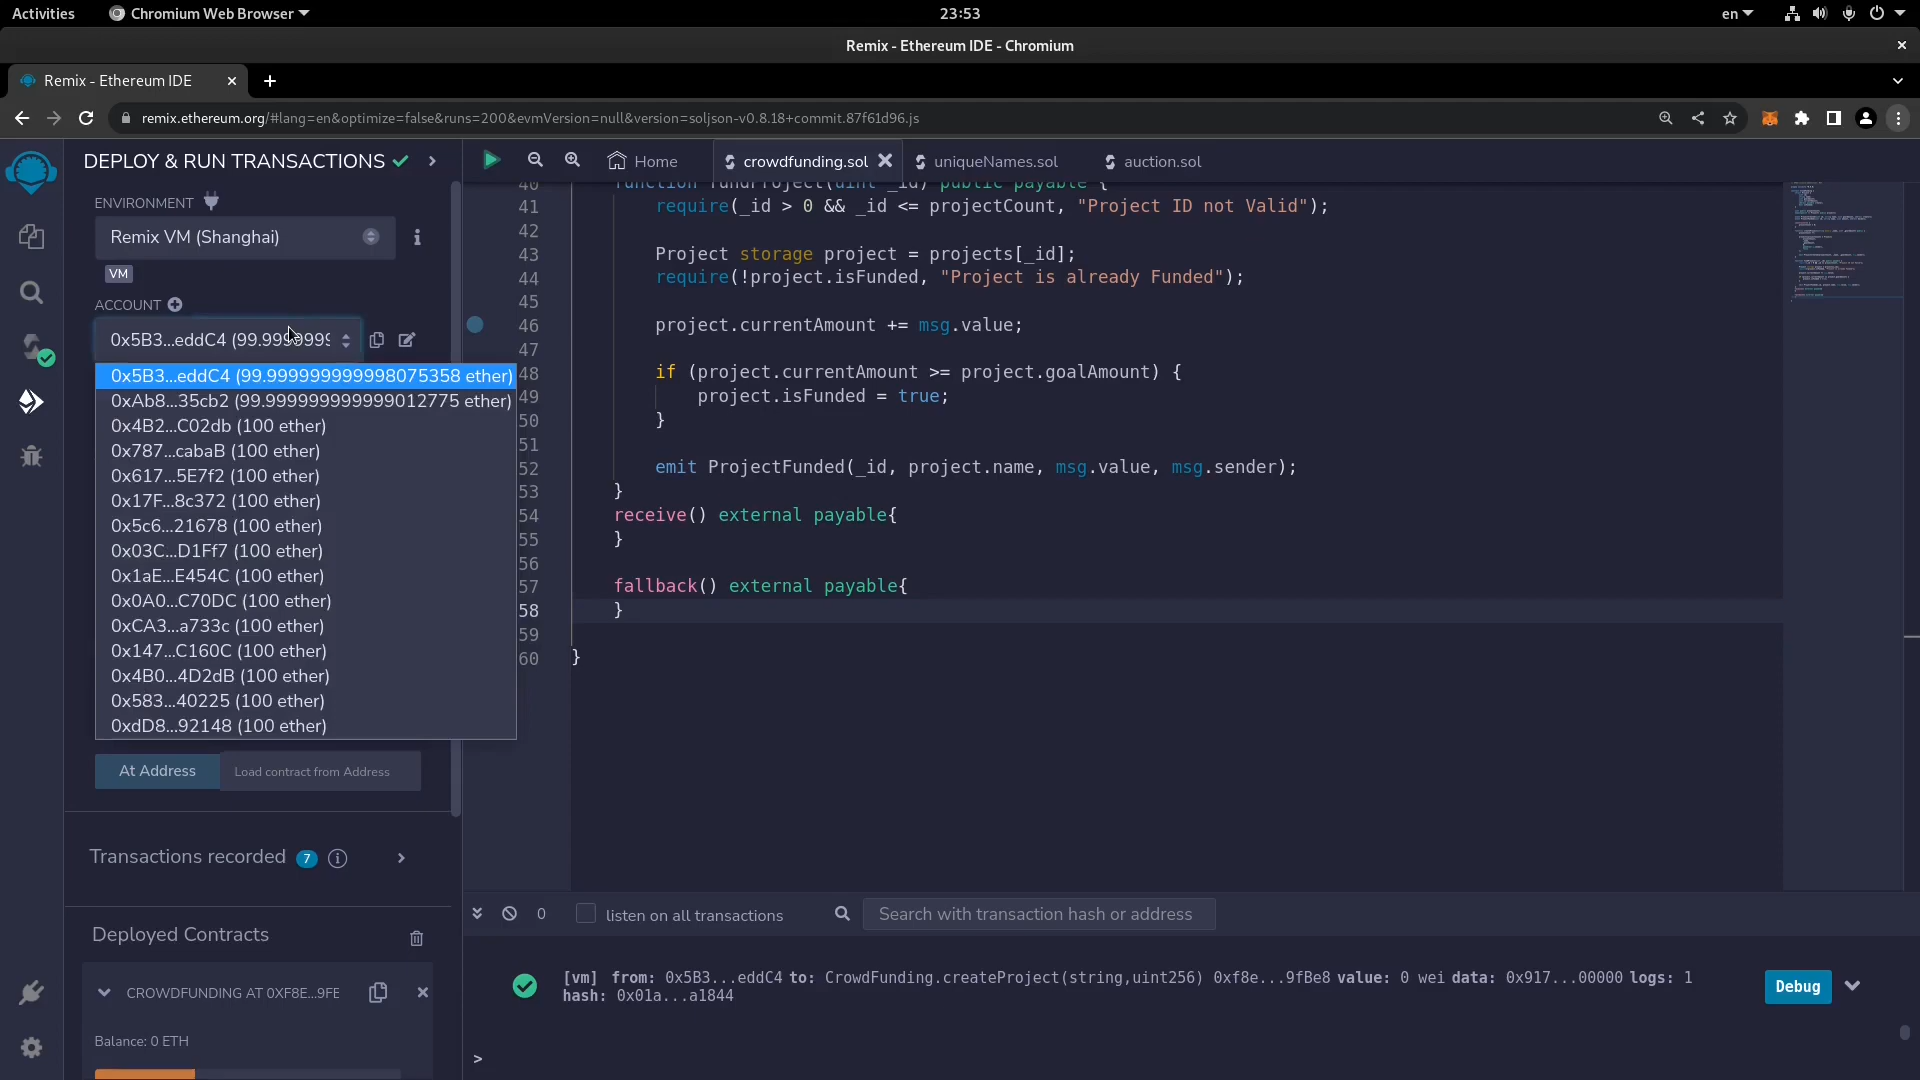 Activities
Chromium Web Browser
23:53
en
Remix - Ethereum IDE - Chromium
Remix - Ethereum IDE
remix.ethereum.org/#lang=en&optimize=false&runs=200&evmVersion=null&version=soljson-v0.8.18+commit.87f61d96.js
DEPLOY & RUN TRANSACTIONS
Home
crowdfunding.sol
uniqueNames.sol
auction.sol
ENVIRONMENT
Remix VM (Shanghai)
VM
ACCOUNT
0x5B3...eddC4 (99.9999999
0x5B3...eddC4 (99.999999999998075358 ether)
0xAb8...35cb2 (99.999999999999012775 ether)
0x4B2...C02db (100 ether)
0x787...cabaB (100 ether)
0x617...5E7f2 (100 ether)
0x17F...8c372 (100 ether)
0x5c6...21678 (100 ether)
0x03C...D1Ff7 (100 ether)
0x1aE...E454C (100 ether)
0x0A0...C70DC (100 ether)
0xCA3...a733c (100 ether)
0x147...C160C (100 ether)
0x4B0...4D2dB (100 ether)
0x583...40225 (100 ether)
0xdD8...92148 (100 ether)
At Address
Load contract from Address
Transactions recorded 7
Deployed Contracts
CROWDFUNDING AT 0XF8E...9FE
Balance: 0 ETH
40 function fundProject(uint _id) public payable {
41 require(_id > 0 && _id <= projectCount, "Project ID not Valid");
42
43 Project storage project = projects[_id];
44 require(!project.isFunded, "Project is already Funded");
45
46 project.currentAmount += msg.value;
47
48 if (project.currentAmount >= project.goalAmount) {
49 project.isFunded = true;
50 }
51
52 emit ProjectFunded(_id, project.name, msg.value, msg.sender);
53 }
54 receive() external payable{
55 }
56
57 fallback() external payable{
58 }
59
60 }
0
listen on all transactions
Search with transaction hash or address
[vm] from: 0x5B3...eddC4 to: CrowdFunding.createProject(string,uint256) 0xf8e...9fBe8 value: 0 wei data: 0x917...00000 logs: 1
hash: 0x01a...a1844
Debug
>